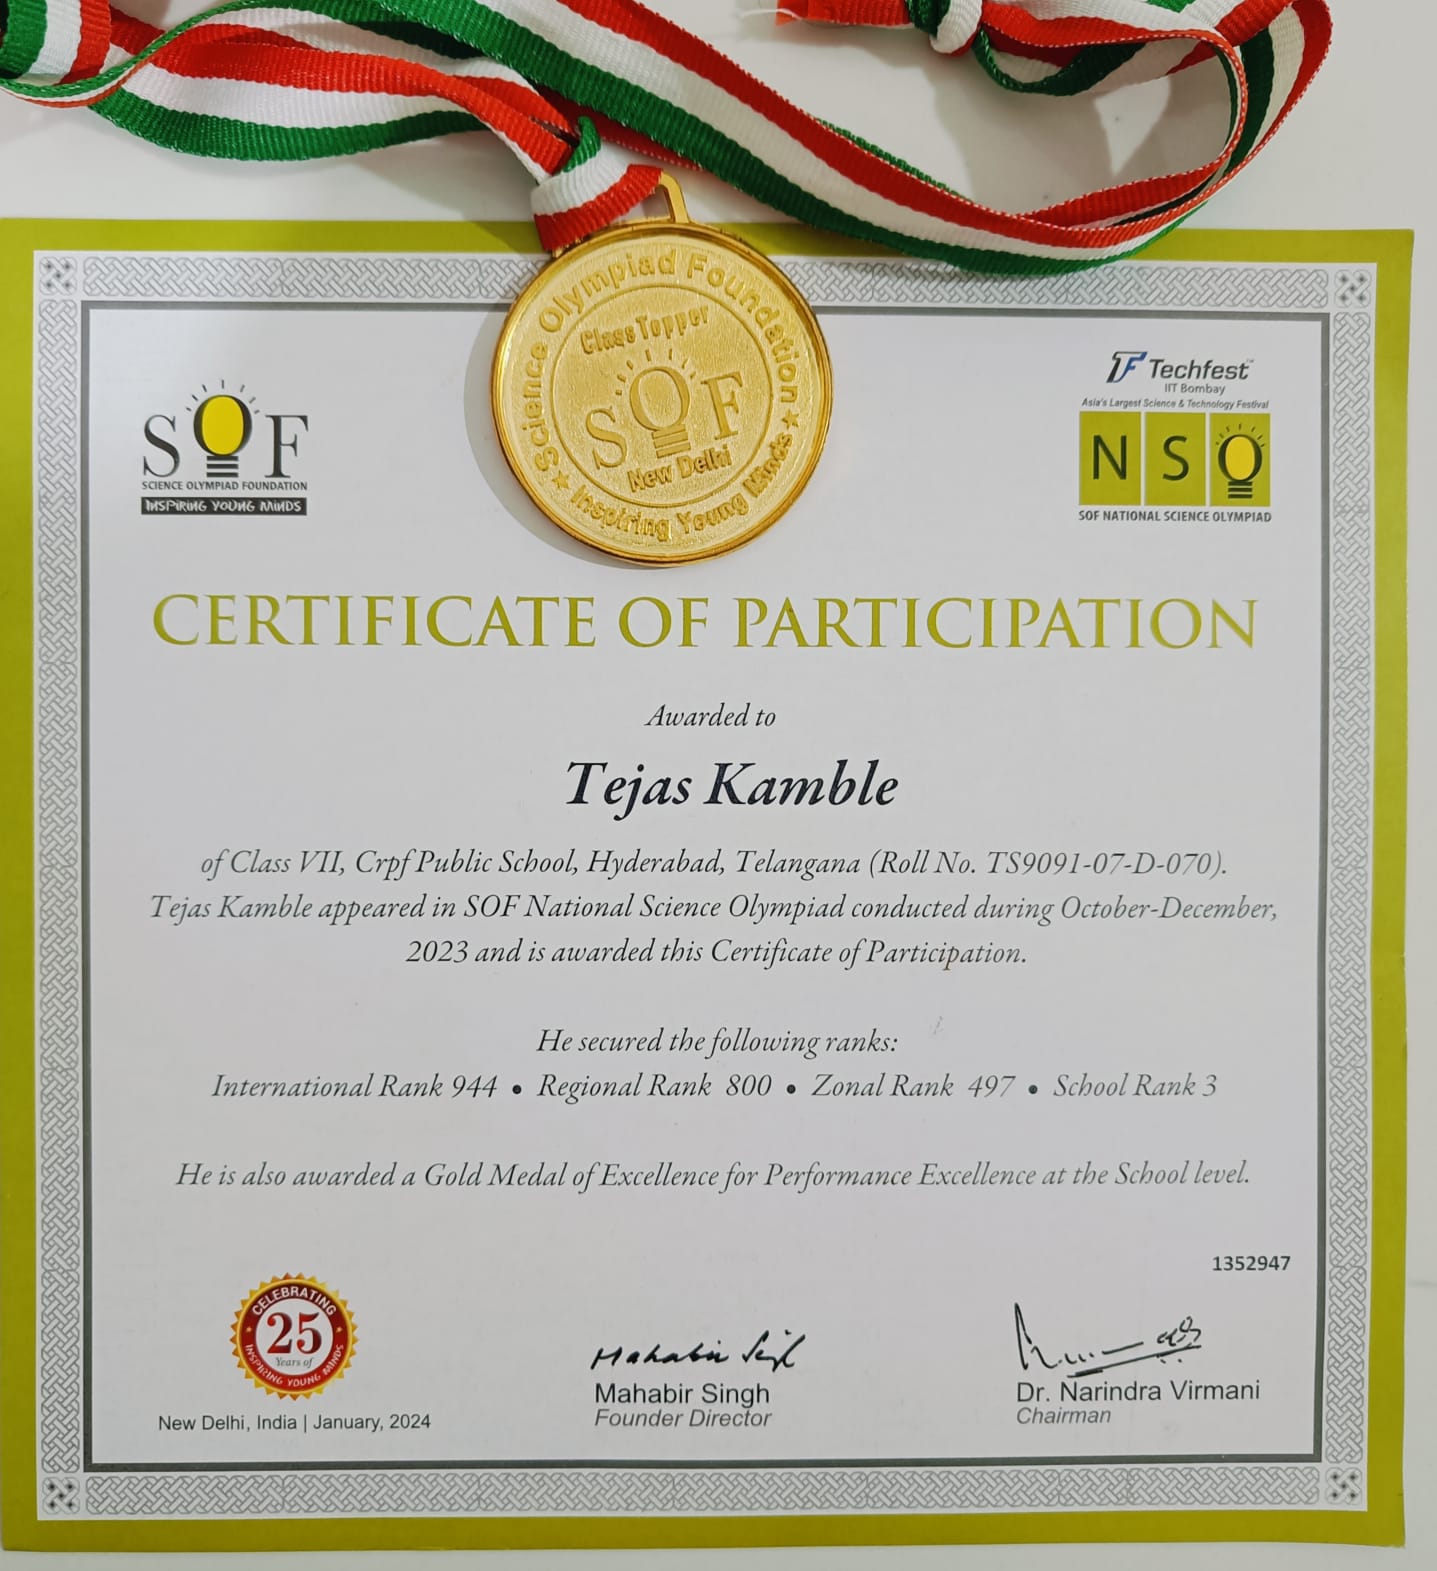 Science Olympiad Foundation
Class Topper
SOF
New Delhi
Inspiring Young Minds
SOF
SCIENCE OLYMPIAD FOUNDATION
INSPIRING YOUNG MINDS
TF Techfest™
IIT Bombay
Asia's Largest Science & Technology Festival
NSO
SOF NATIONAL SCIENCE OLYMPIAD
CERTIFICATE OF PARTICIPATION
Awarded to
Tejas Kamble
of Class VII, Crpf Public School, Hyderabad, Telangana (Roll No. TS9091-07-D-070).
Tejas Kamble appeared in SOF National Science Olympiad conducted during October-December,
2023 and is awarded this Certificate of Participation.
He secured the following ranks:
International Rank 944 • Regional Rank 800 • Zonal Rank 497 • School Rank 3
He is also awarded a Gold Medal of Excellence for Performance Excellence at the School level.
1352947
CELEBRATING
25
Years of
INSPIRING YOUNG MINDS
New Delhi, India | January, 2024
Mahabir Singh
Mahabir Singh
Founder Director
Dr. Narindra Virmani
Chairman